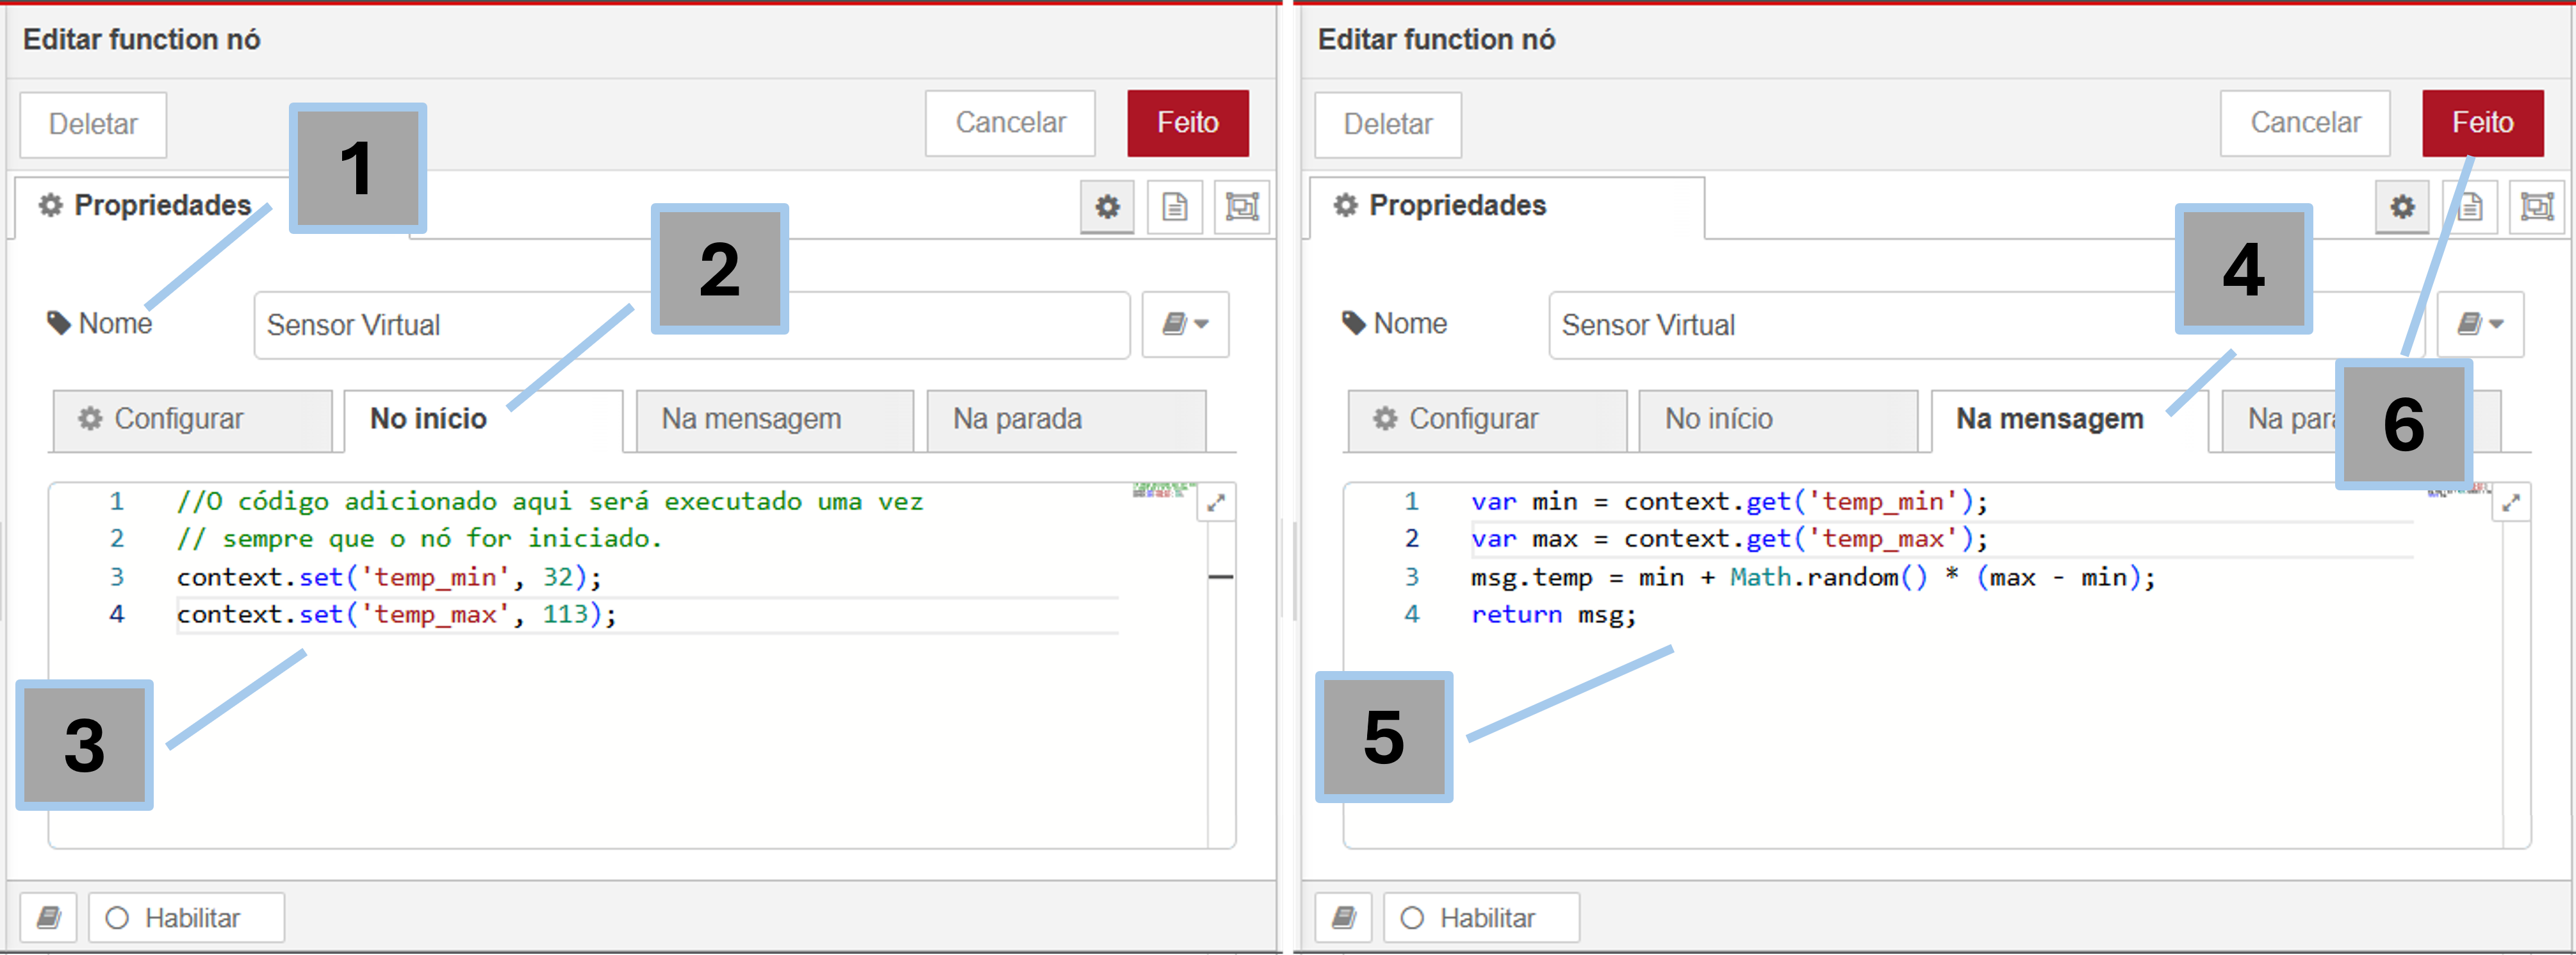 Editar function nó
Deletar
Cancelar
Feito
1
Propriedades
2
Nome
Sensor Virtual
Configurar
No início
Na mensagem
Na parada
1 //O código adicionado aqui será executado uma vez
2 // sempre que o nó for iniciado.
3 context.set('temp_min', 32);
4 context.set('temp_max', 113);
3
Habilitar
Editar function nó
Deletar
Cancelar
Feito
Propriedades
4
Nome
Sensor Virtual
Configurar
No início
Na mensagem
Na para
6
1 var min = context.get('temp_min');
2 var max = context.get('temp_max');
3 msg.temp = min + Math.random() * (max - min);
4 return msg;
5
Habilitar